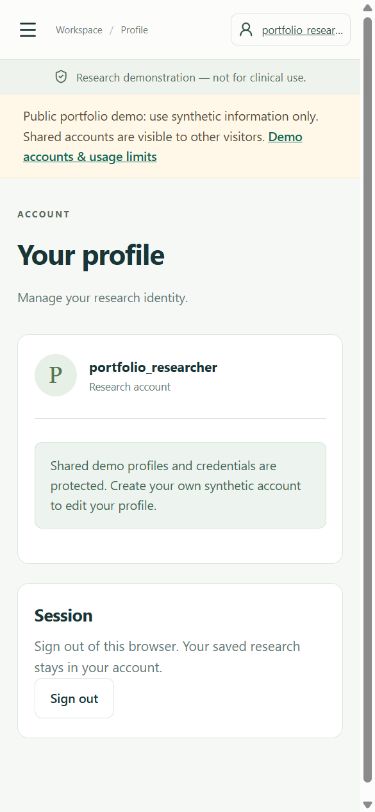 Workspace / Profile
portfolio_resear...
Research demonstration — not for clinical use.
Public portfolio demo: use synthetic information only.
Shared accounts are visible to other visitors. Demo
accounts & usage limits
ACCOUNT
Your profile
Manage your research identity.
P
portfolio_researcher
Research account
Shared demo profiles and credentials are
protected. Create your own synthetic account
to edit your profile.
Session
Sign out of this browser. Your saved research
stays in your account.
Sign out